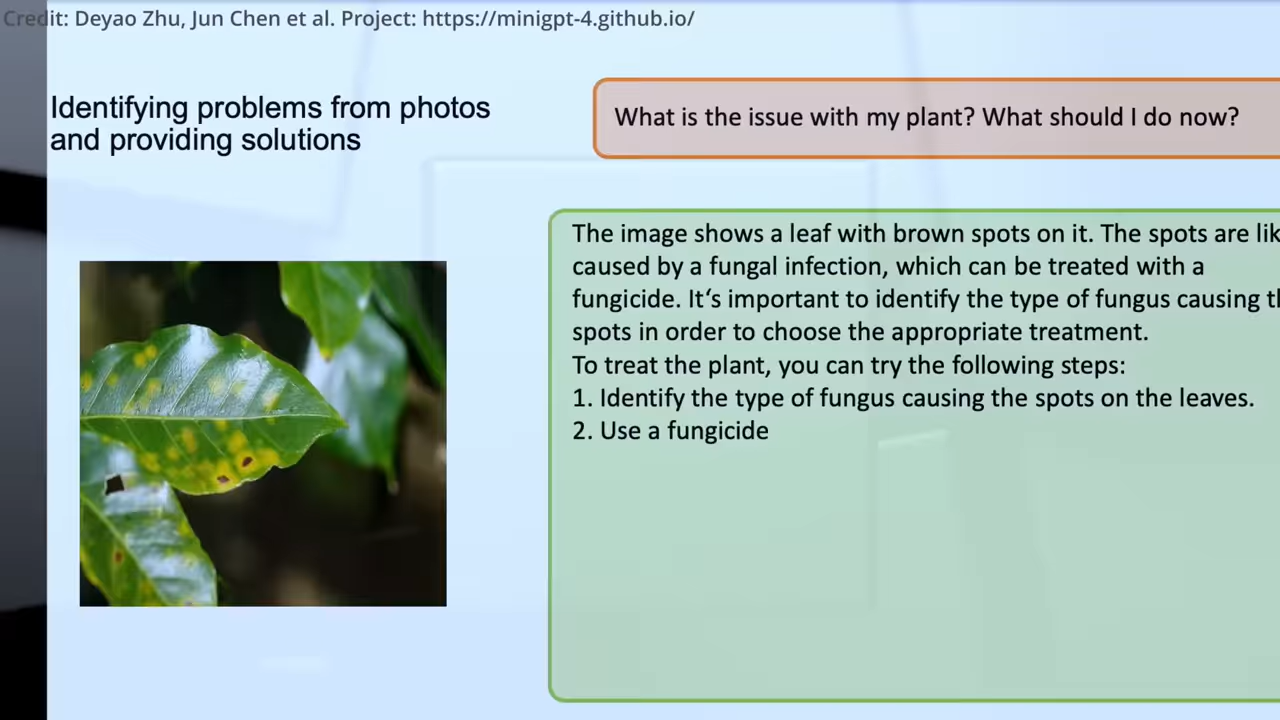 Credit: Deyao Zhu, Jun Chen et al. Project: https://minigpt-4.github.io/
Identifying problems from photos
and providing solutions
What is the issue with my plant? What should I do now?
The image shows a leaf with brown spots on it. The spots are lik
caused by a fungal infection, which can be treated with a
fungicide. It‘s important to identify the type of fungus causing th
spots in order to choose the appropriate treatment.
To treat the plant, you can try the following steps:
1. Identify the type of fungus causing the spots on the leaves.
2. Use a fungicide